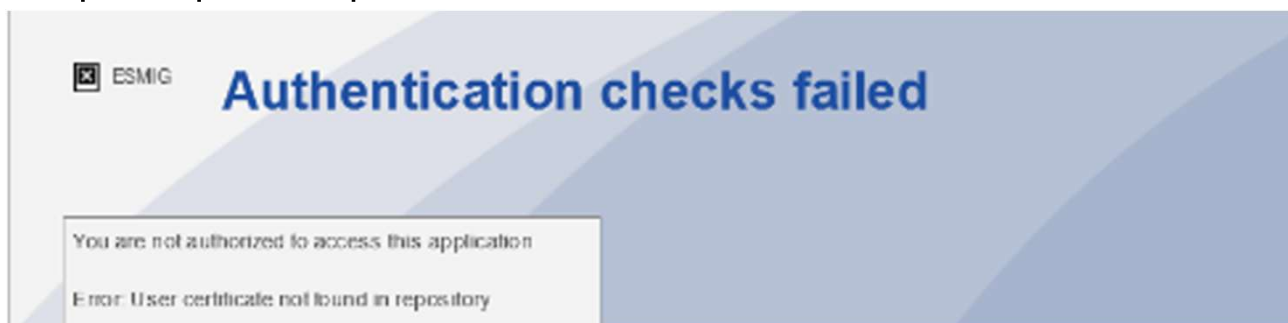 ESMIG
Authentication checks failed
You are not authorized to access this application
Error: User certificate not found in repository